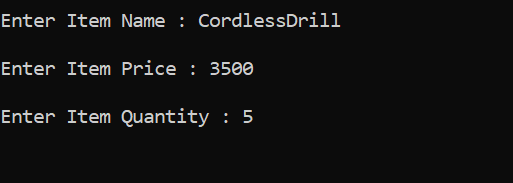 Enter Item Name : CordlessDrill
Enter Item Price : 3500
Enter Item Quantity : 5